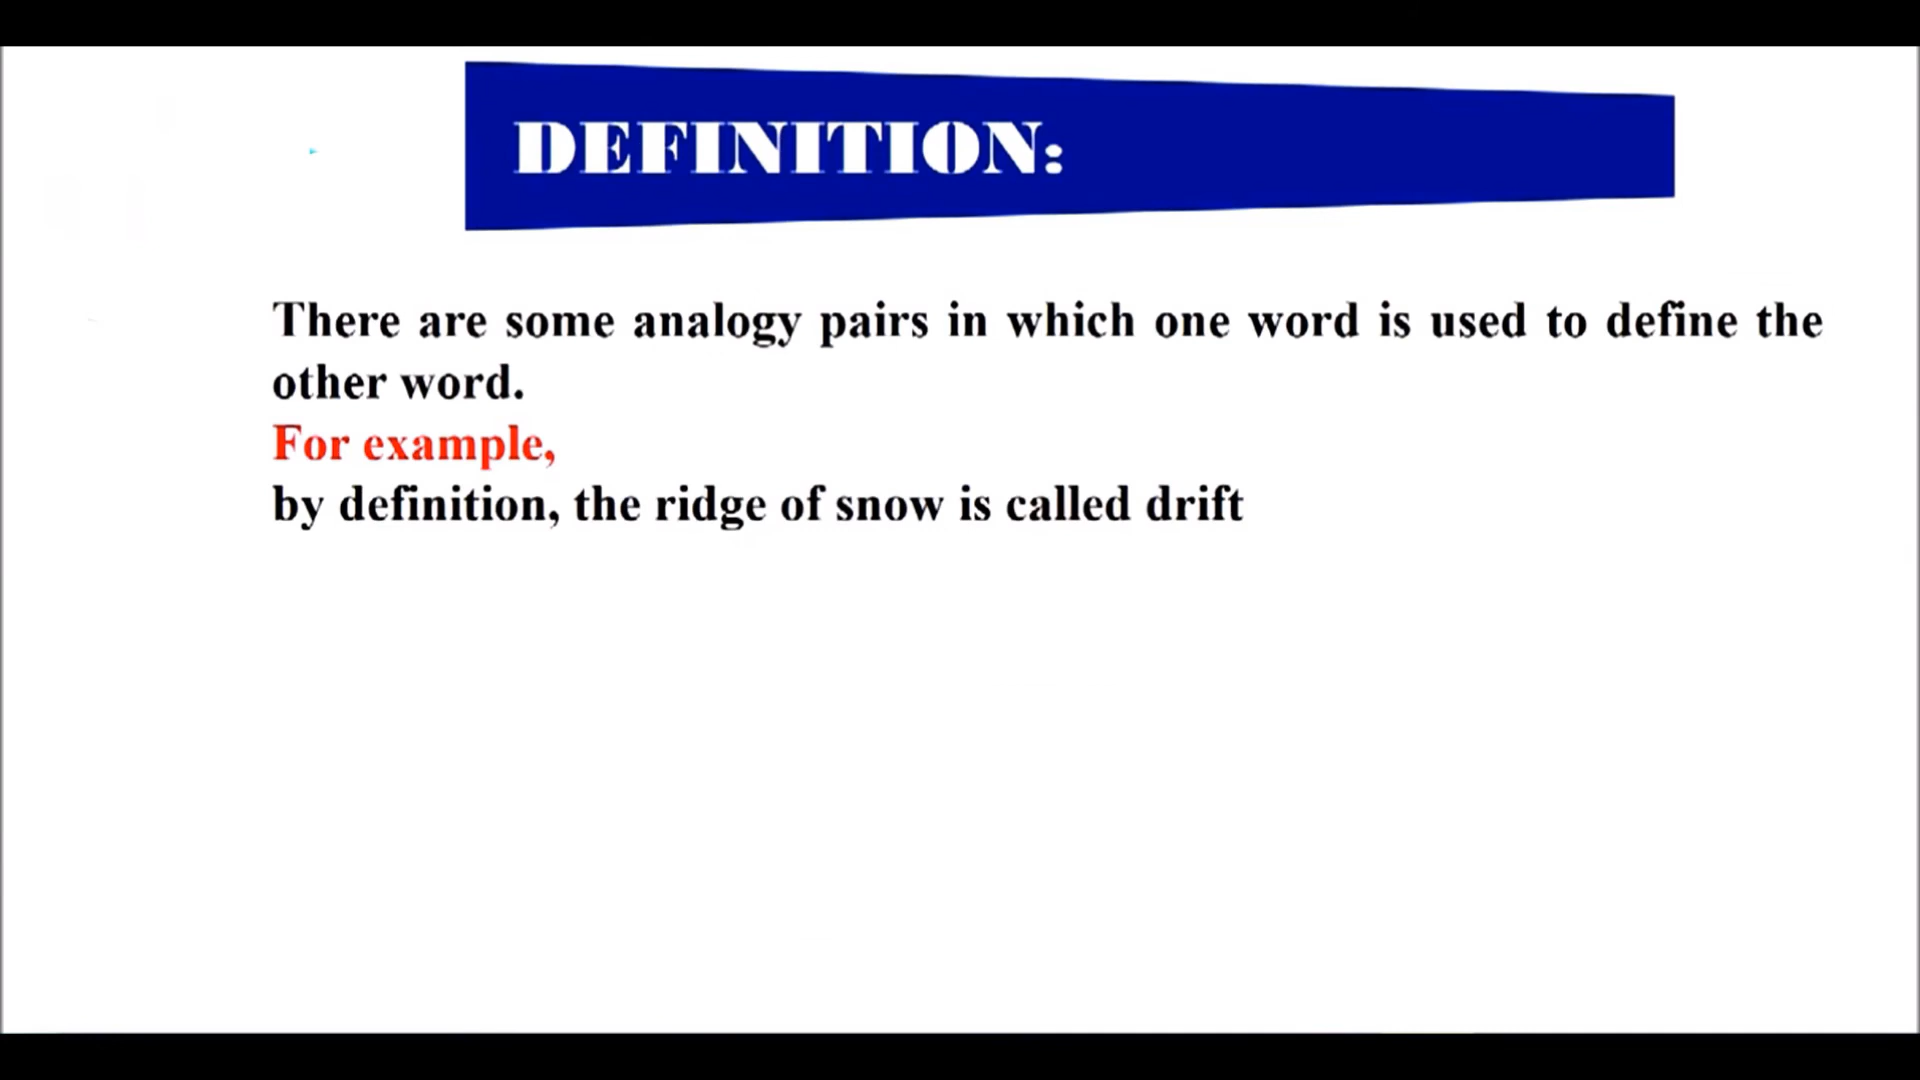 DEFINITION:
There are some analogy pairs in which one word is used to define the
other word.
For example,
by definition, the ridge of snow is called drift